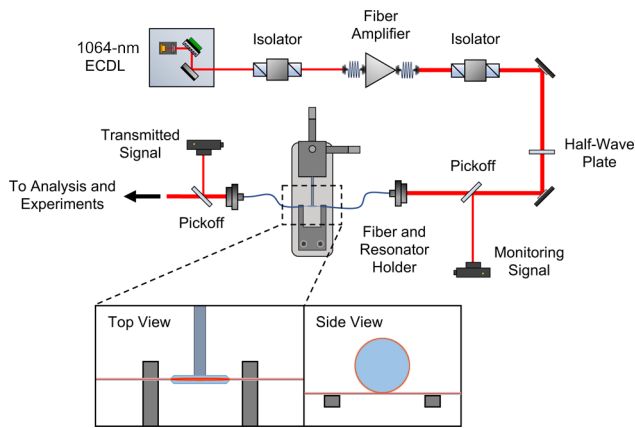 1064-nm
ECDL
Isolator
Fiber
Amplifier
Isolator
Transmitted
Signal
Half-Wave
Plate
Pickoff
To Analysis and
Experiments
Pickoff
Fiber and
Resonator
Holder
Monitoring
Signal
Top View
Side View